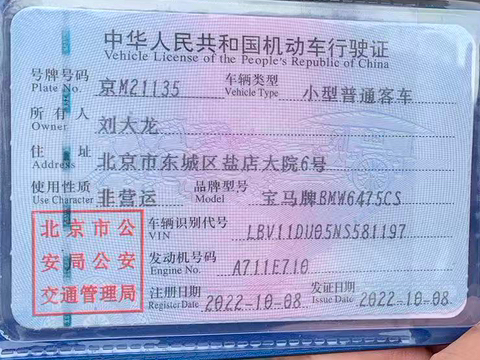 中华人民共和国机动车行驶证
Vehicle License of the People's Republic of China
号牌号码 京M21135 车辆类型 小型普通客车
Plate No. Vehicle Type
所有人 刘大龙
Owner
住址 北京市东城区盐店大院6号
Address
使用性质 非营运 品牌型号 宝马牌BMW6475CS
Use Character Model
北京市公
安局公安
交通管理局
车辆识别代号 LBV11DU05NS581197
VIN
发动机号码 A711E710
Engine No.
注册日期 2022-10-08 发证日期 2022-10-08
Register Date Issue Date